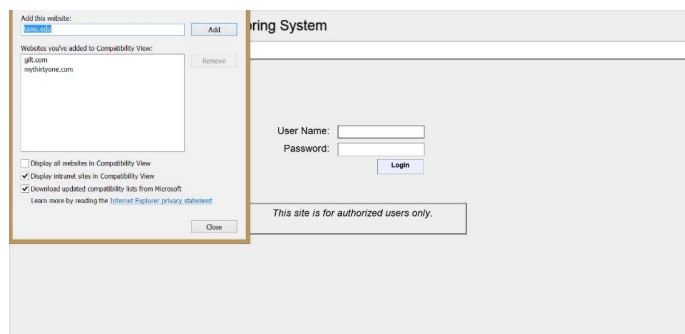 Add this website:
tamu.edu
Add
Websites you've added to Compatibility View:
gilt.com
mythirtyone.com
Remove
Display all websites in Compatibility View
Display intranet sites in Compatibility View
Download updated compatibility lists from Microsoft
Learn more by reading the Internet Explorer privacy statement
Close
oring System
User Name:
Password:
Login
This site is for authorized users only.